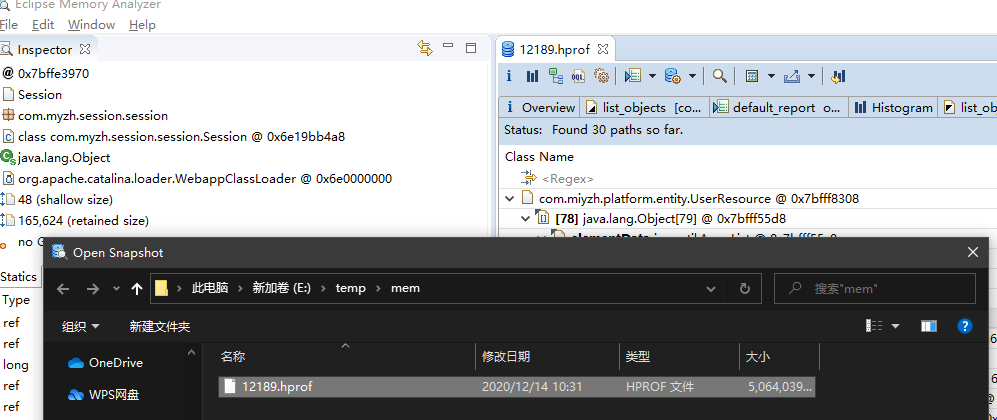 Eclipse Memory Analyzer
File Edit Window Help
Inspector
12189.hprof
@ 0x7bffe3970
Session
com.myzh.session.session
class com.myzh.session.session.Session @ 0x6e19bb4a8
java.lang.Object
org.apache.catalina.loader.WebappClassLoader @ 0x6e0000000
48 (shallow size)
165,624 (retained size)
no G
Statics
Type
ref
ref
long
ref
ref
i Overview list_objects [co... default_report o... Histogram list_ob
Status: Found 30 paths so far.
Class Name
<Regex>
com.miyzh.platform.entity.UserResource @ 0x7bfff8308
[78] java.lang.Object[79] @ 0x7bfff55d8
Open Snapshot
此电脑 > 新加卷 (E:) > temp > mem
搜索"mem"
组织 新建文件夹
OneDrive
WPS网盘
名称 修改日期 类型 大小
12189.hprof 2020/12/14 10:31 HPROF 文件 5,064,039...